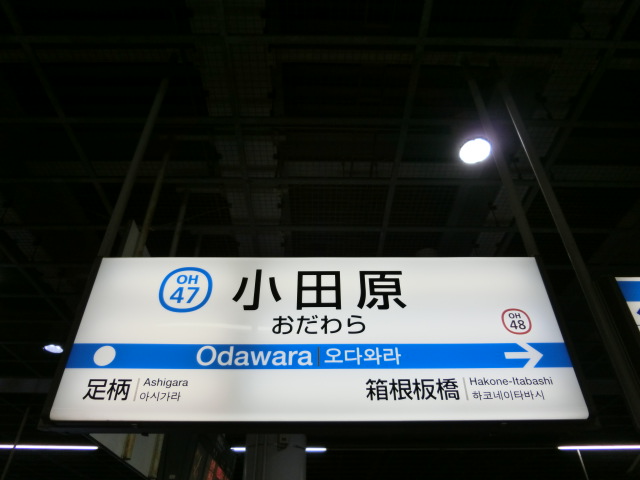 OH
47
小田原
おだわら
OH
48
Odawara 오다와라
足柄 Ashigara
아시가라
箱根板橋 Hakone-Itabashi
하코네이타바시